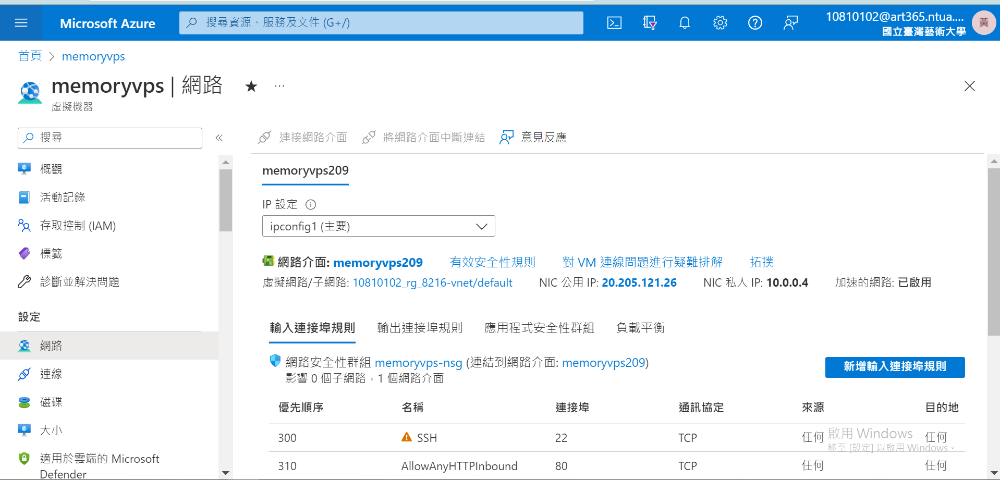 Microsoft Azure
搜尋資源、服務及文件 (G+/)
10810102@art365.ntua....
國立臺灣藝術大學
黃
首頁 > memoryvps
memoryvps | 網路
虛擬機器
搜尋
概觀
活動記錄
存取控制 (IAM)
標籤
診斷並解決問題
設定
網路
連線
磁碟
大小
適用於雲端的 Microsoft
Defender
連接網路介面
將網路介面中斷連結
意見反應
memoryvps209
IP 設定
ipconfig1 (主要)
網路介面: memoryvps209 有效安全性規則 對 VM 連線問題進行疑難排解 拓撲
虛擬網路/子網路: 10810102_rg_8216-vnet/default NIC 公用 IP: 20.205.121.26 NIC 私人 IP: 10.0.0.4 加速的網路: 已啟用
輸入連接埠規則 輸出連接埠規則 應用程式安全性群組 負載平衡
網路安全性群組 memoryvps-nsg (連結到網路介面: memoryvps209)
影響 0 個子網路，1 個網路介面
新增輸入連接埠規則
優先順序 名稱 連接埠 通訊協定 來源 目的地
300 SSH 22 TCP 任何 任何
310 AllowAnyHTTPInbound 80 TCP 任何 任何
啟用 Windows
移至 [設定] 以啟用 Windows。